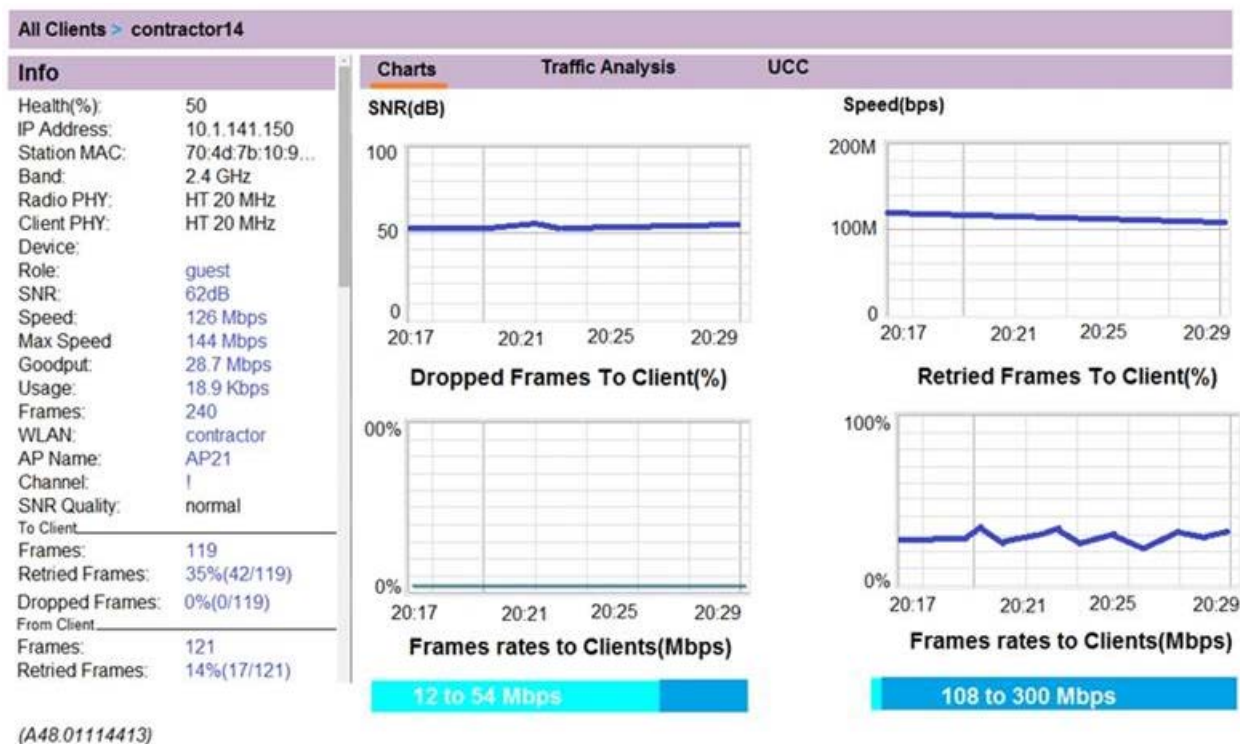 All Clients > contractor14
Info
Health(%): 50
IP Address: 10.1.141.150
Station MAC: 70:4d:7b:10:9...
Band: 2.4 GHz
Radio PHY: HT 20 MHz
Client PHY: HT 20 MHz
Device:
Role: guest
SNR: 62dB
Speed: 126 Mbps
Max Speed 144 Mbps
Goodput: 28.7 Mbps
Usage: 18.9 Kbps
Frames: 240
WLAN: contractor
AP Name: AP21
Channel: !
SNR Quality: normal
To Client
Frames: 119
Retried Frames: 35%(42/119)
Dropped Frames: 0%(0/119)
From Client
Frames: 121
Retried Frames: 14%(17/121)
(A48.01114413)
Charts Traffic Analysis UCC
SNR(dB)
100
50
0
20:17 20:21 20:25 20:29
Speed(bps)
200M
100M
0
20:17 20:21 20:25 20:29
Dropped Frames To Client(%)
00%
0%
20:17 20:21 20:25 20:29
Retried Frames To Client(%)
100%
0%
20:17 20:21 20:25 20:29
Frames rates to Clients(Mbps)
12 to 54 Mbps
Frames rates to Clients(Mbps)
108 to 300 Mbps